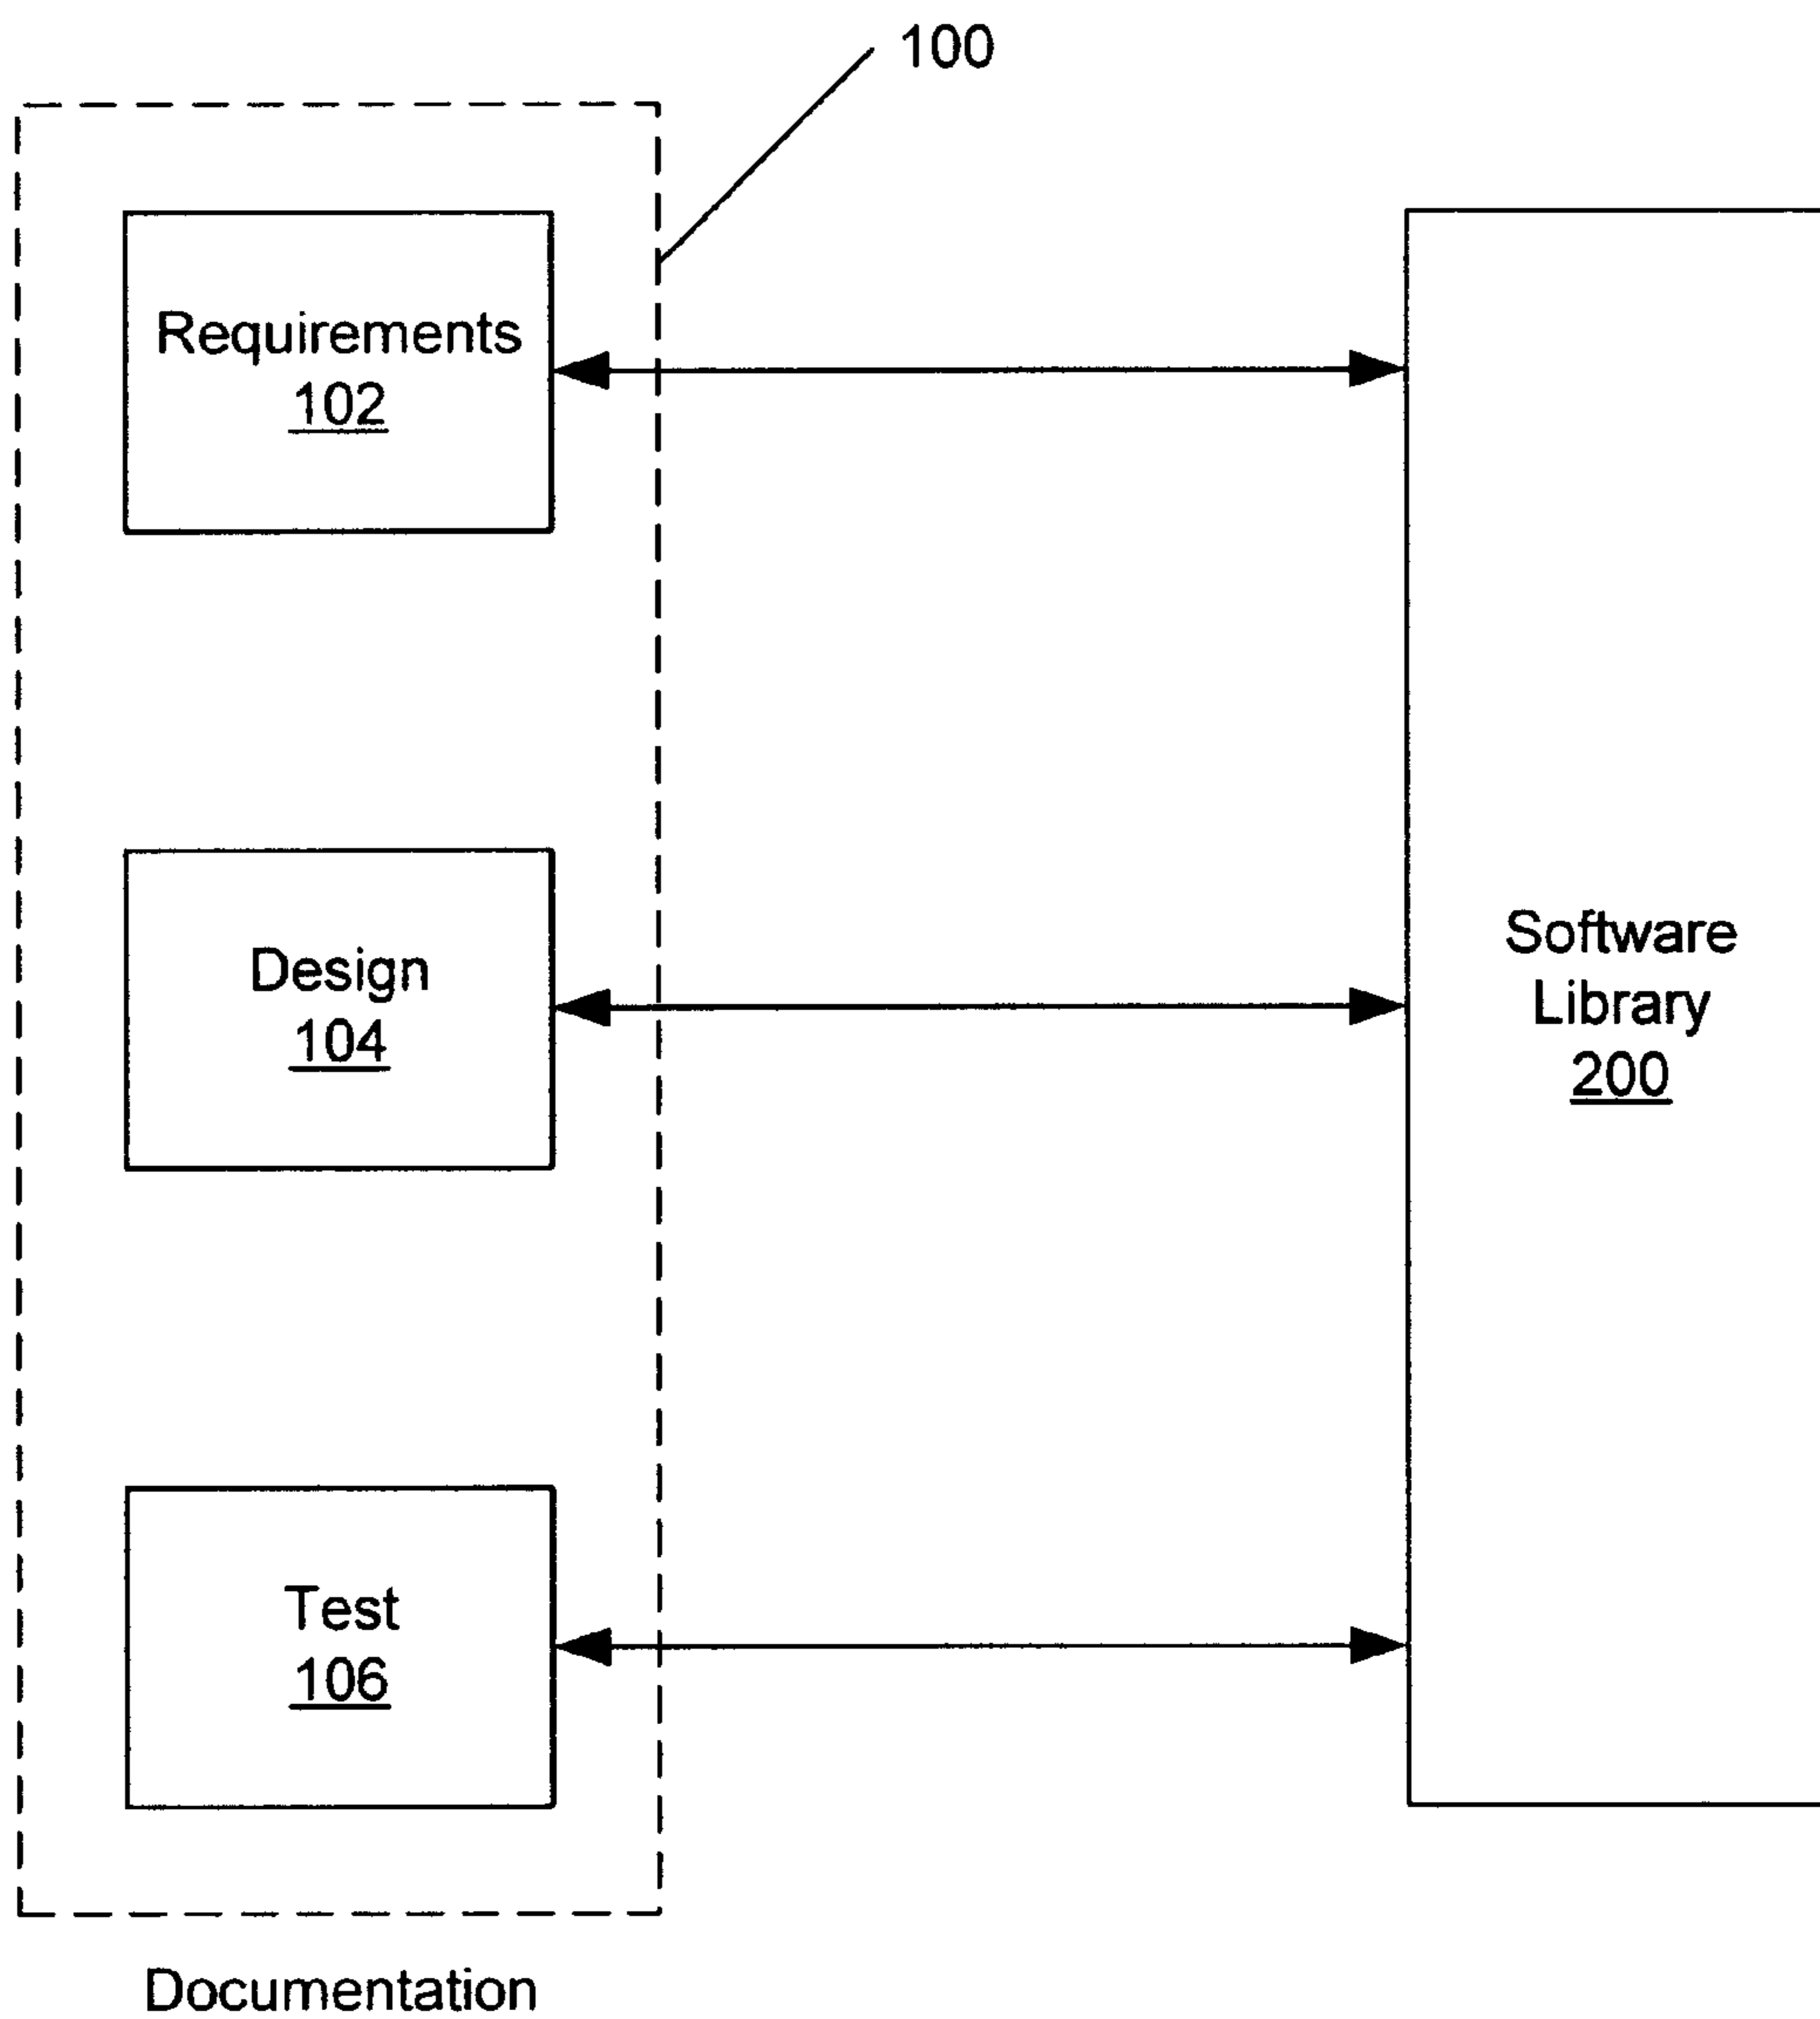 100
Requirements
102
Design
104
Software
Library
200
Test
106
Documentation